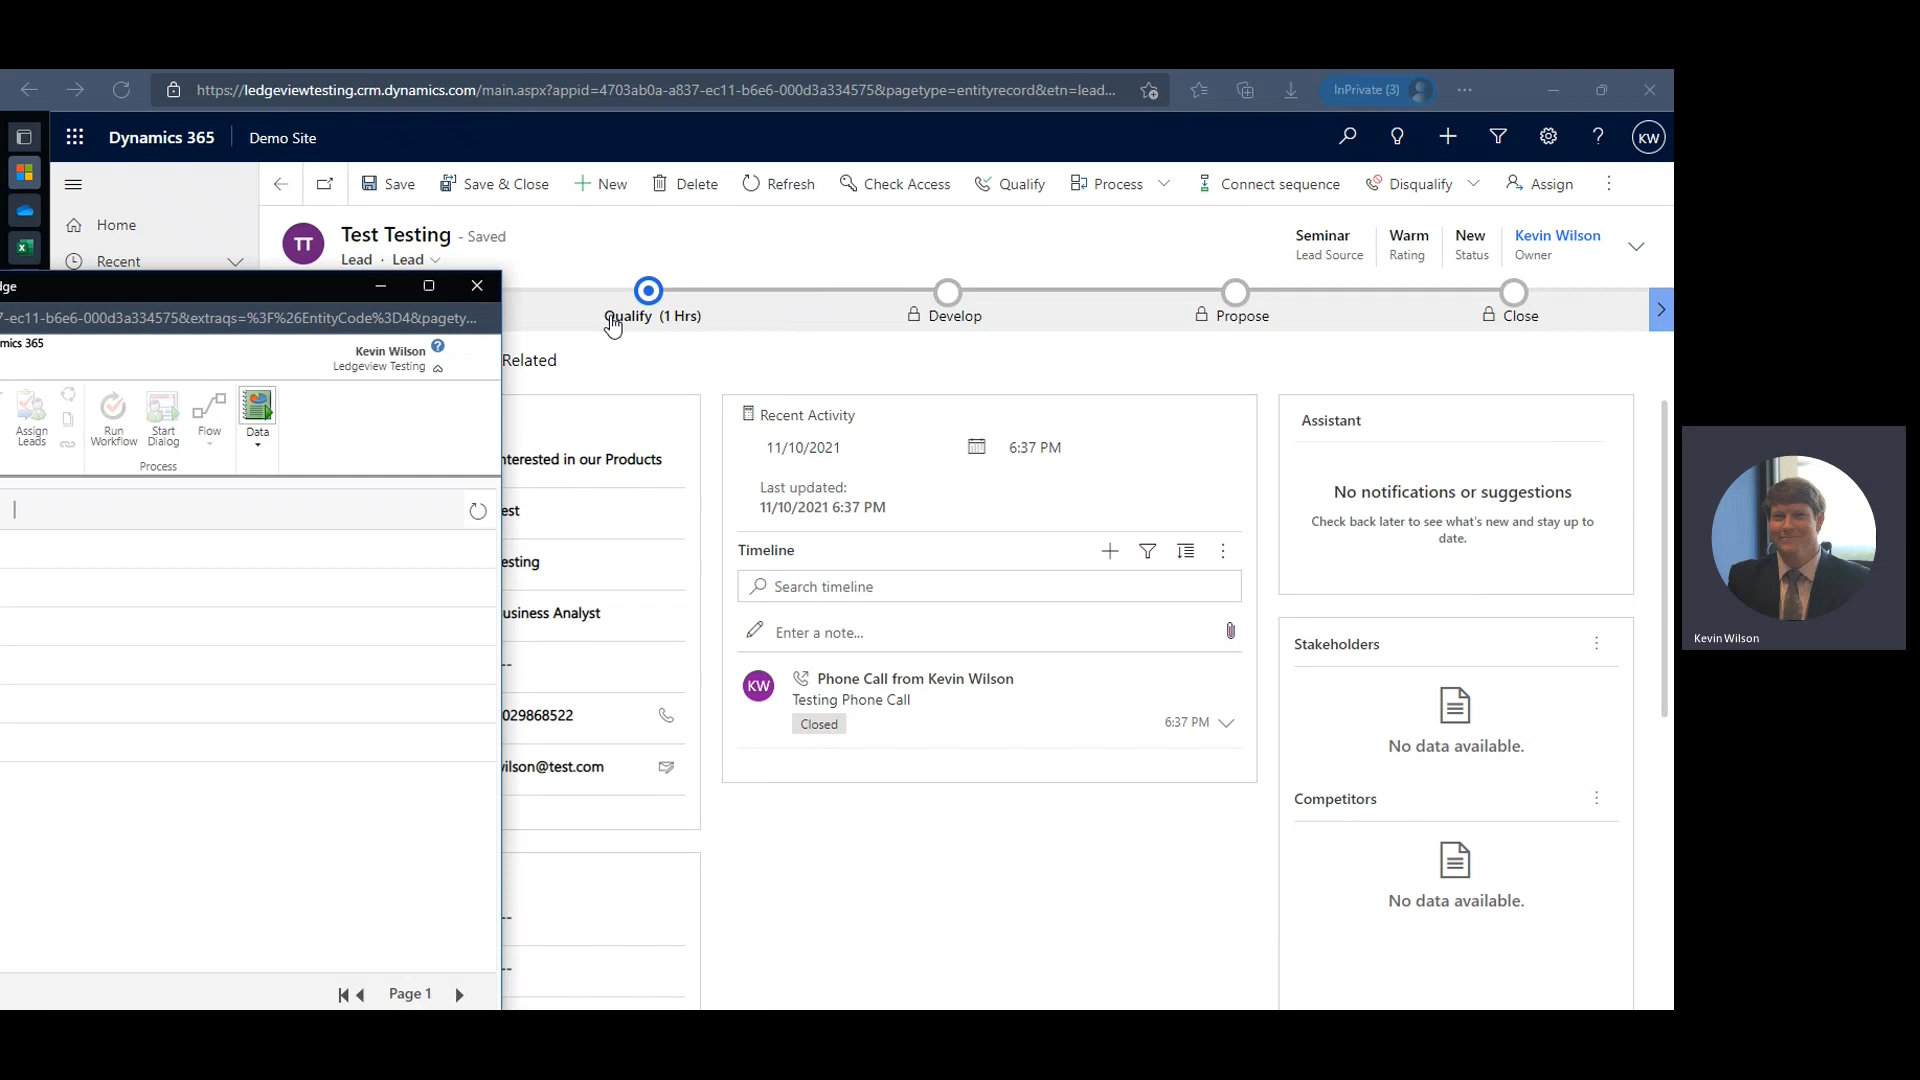 https://ledgeviewtesting.crm.dynamics.com/main.aspx?appid=4703ab0a-a837-ec11-b6e6-000d3a334575&pagetype=entityrecord&etn=lead...
InPrivate (3)
Dynamics 365
Demo Site
KW
Save
Save & Close
New
Delete
Refresh
Check Access
Qualify
Process
Connect sequence
Disqualify
Assign
Home
Recent
TT
Test Testing - Saved
Lead · Lead
Seminar
Lead Source
Warm
Rating
New
Status
Kevin Wilson
Owner
Qualify (1 Hrs)
Develop
Propose
Close
dge
7-ec11-b6e6-000d3a334575&extraqs=%3F%26EntityCode%3D4&pagety...
mics 365
Kevin Wilson
Ledgeview Testing
Assign
Leads
Run
Workflow
Start
Dialog
Flow
Data
Process
Page 1
Related
nterested in our Products
est
esting
usiness Analyst
--
029868522
ilson@test.com
--
--
Recent Activity
11/10/2021
6:37 PM
Last updated:
11/10/2021 6:37 PM
Timeline
Search timeline
Enter a note...
KW
Phone Call from Kevin Wilson
Testing Phone Call
Closed
6:37 PM
Assistant
No notifications or suggestions
Check back later to see what's new and stay up to
date.
Stakeholders
No data available.
Competitors
No data available.
Kevin Wilson